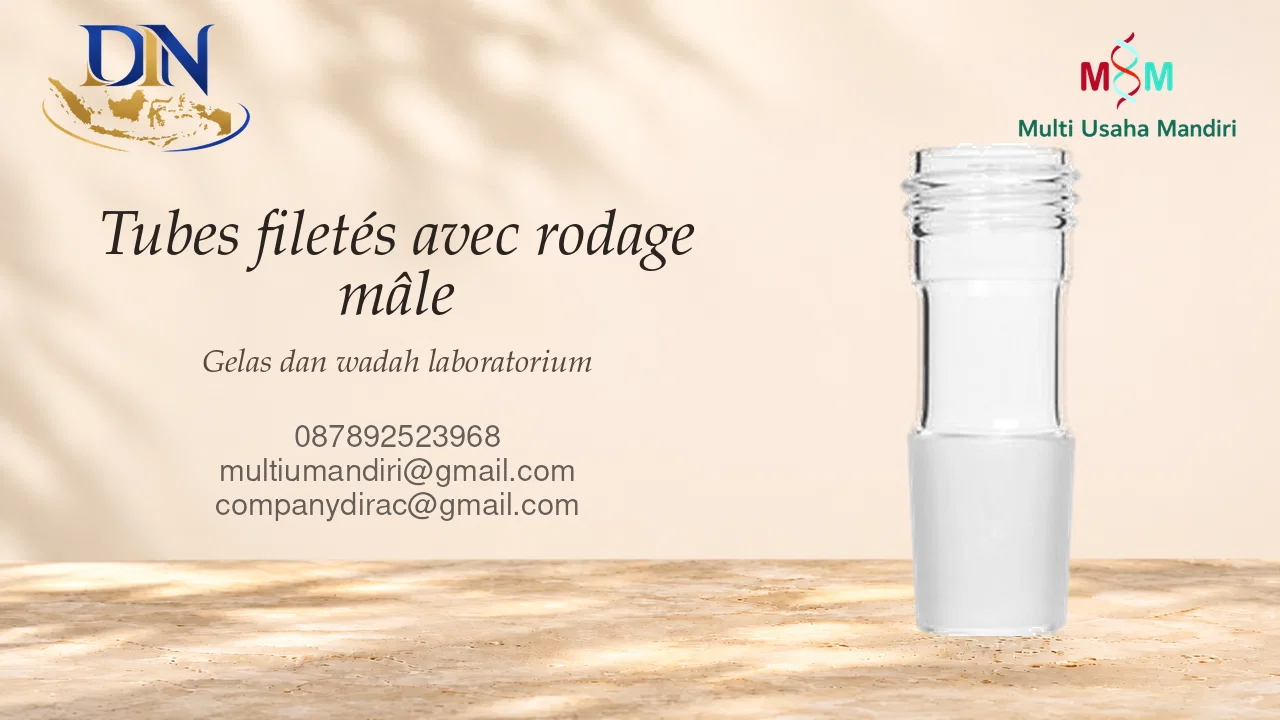 DIN
M M
Multi Usaha Mandiri
Tubes filetés avec rodage
mâle
Gelas dan wadah laboratorium
087892523968
multiumandiri@gmail.com
companydirac@gmail.com